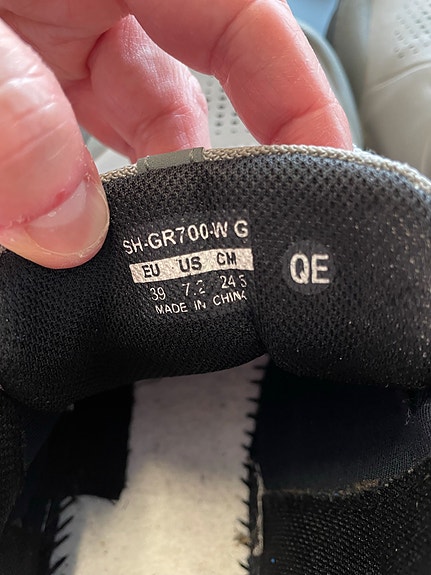 SH-GR700-W G
EU US CM
39 7.2 24.5
MADE IN CHINA
QE